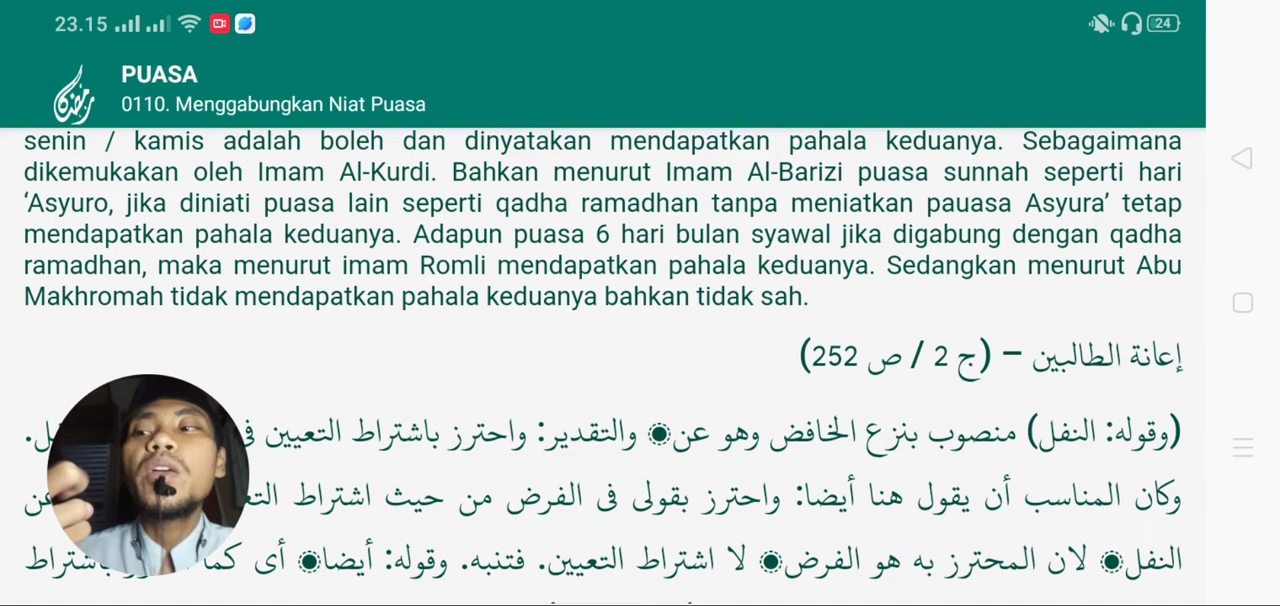 23.15
24
PUASA
0110. Menggabungkan Niat Puasa
senin / kamis adalah boleh dan dinyatakan mendapatkan pahala keduanya. Sebagaimana
dikemukakan oleh Imam Al-Kurdi. Bahkan menurut Imam Al-Barizi puasa sunnah seperti hari
‘Asyuro, jika diniati puasa lain seperti qadha ramadhan tanpa meniatkan pauasa Asyura’ tetap
mendapatkan pahala keduanya. Adapun puasa 6 hari bulan syawal jika digabung dengan qadha
ramadhan, maka menurut imam Romli mendapatkan pahala keduanya. Sedangkan menurut Abu
Makhromah tidak mendapatkan pahala keduanya bahkan tidak sah.
إعانة الطالبين – (ج 2 / ص 252)
(وقوله: النفل) منصوب بنزع الخافض وهو عن، والتقدير: واحترز باشتراط التعيين
وكان المناسب أن يقول هنا أيضا: واحترز بقولى فى الفرض من حيث اشتراط
النفل، لان المحترز به هو الفرض، لا اشتراط التعيين. فتنبه. وقوله: أيضا، أى